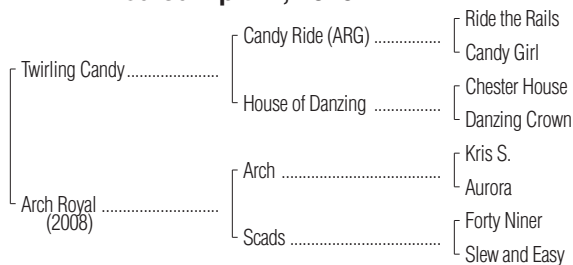 Ride the Rails
Candy Ride (ARG) ................
Candy Girl
Twirling Candy ......................
Chester House
House of Danzing ................
Danzing Crown
Kris S.
Arch ................................
Aurora
Arch Royal ............................
(2008)
Forty Niner
Scads ..............................
Slew and Easy